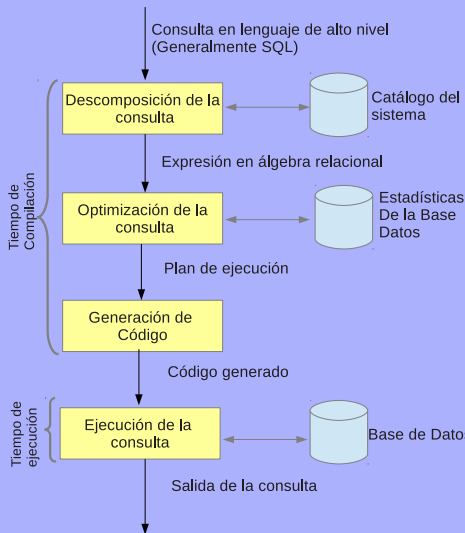 Consulta en lenguaje de alto nivel
(Generalmente SQL)
Descomposición de la
consulta
Catálogo del
sistema
Expresión en álgebra relacional
Tiempo de
Compilación
Optimización de la
consulta
Estadísticas
De la Base
Datos
Plan de ejecución
Generación de
Código
Código generado
Tiempo de
ejecución
Ejecución de la
consulta
Base de Datos
Salida de la consulta